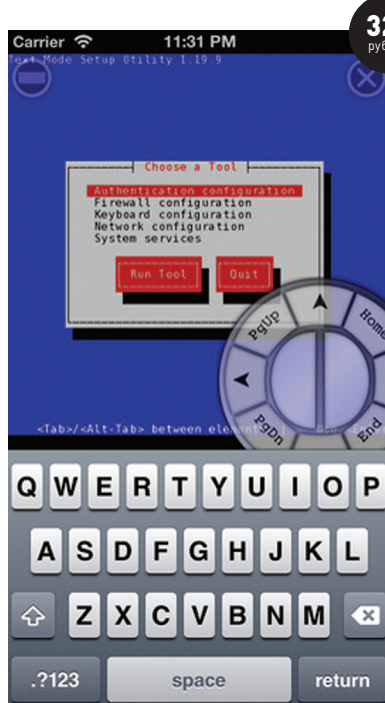 32
руб
Carrier 11:31 PM
Text Mode Setup Utility 1.19.9
Choose a Tool
Authentication configuration
Firewall configuration
Keyboard configuration
Network configuration
System services
Run Tool Quit
PgUp Home
PgDn End
<Tab>/<Alt-Tab> between
Q W E R T Y U I O P
A S D F G H J K L
Z X C V B N M
.?123 space return